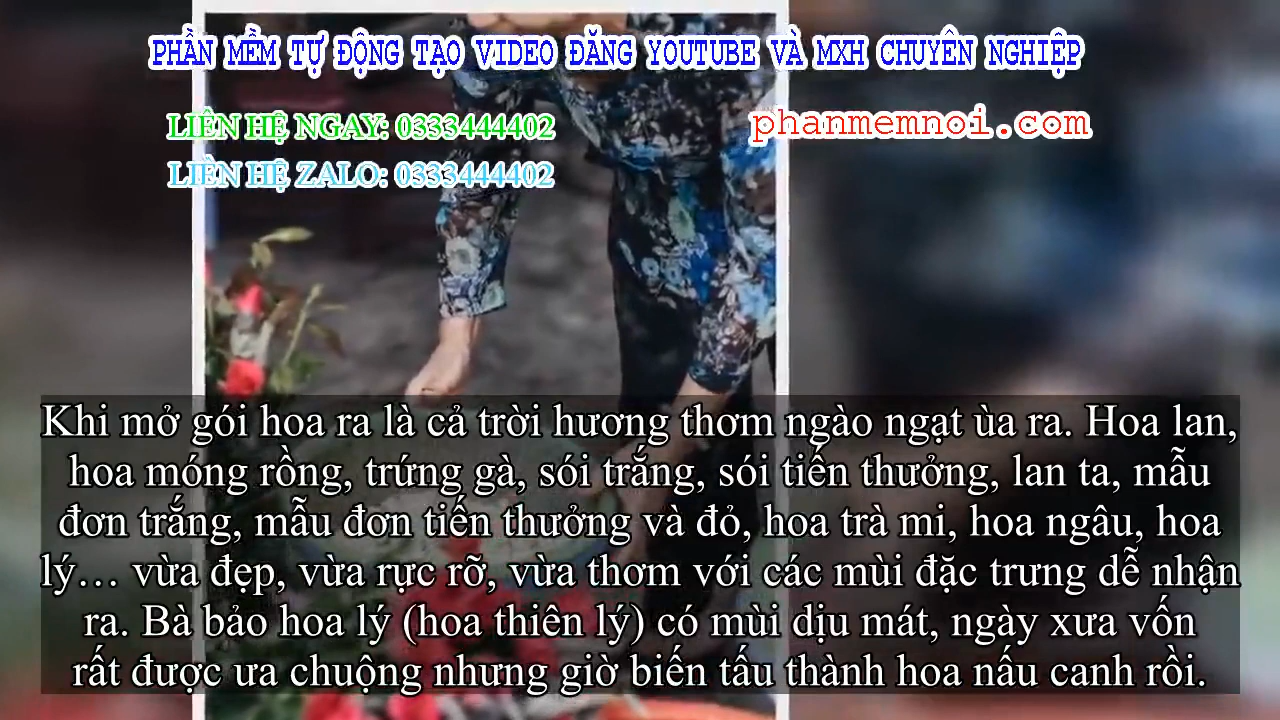 PHẦN MỀM TỰ ĐỘNG TẠO VIDEO ĐĂNG YOUTUBE VÀ MXH CHUYÊN NGHIỆP
LIÊN HỆ NGAY: 0333444402
phanmemnoi.com
LIÊN HỆ ZALO: 0333444402
Khi mở gói hoa ra là cả trời hương thơm ngào ngạt ùa ra. Hoa lan,
hoa móng rồng, trứng gà, sói trắng, sói tiến thưởng, lan ta, mẫu
đơn trắng, mẫu đơn tiến thưởng và đỏ, hoa trà mi, hoa ngâu, hoa
lý… vừa đẹp, vừa rực rỡ, vừa thơm với các mùi đặc trưng dễ nhận
ra. Bà bảo hoa lý (hoa thiên lý) có mùi dịu mát, ngày xưa vốn
rất được ưa chuộng nhưng giờ biến tấu thành hoa nấu canh rồi.